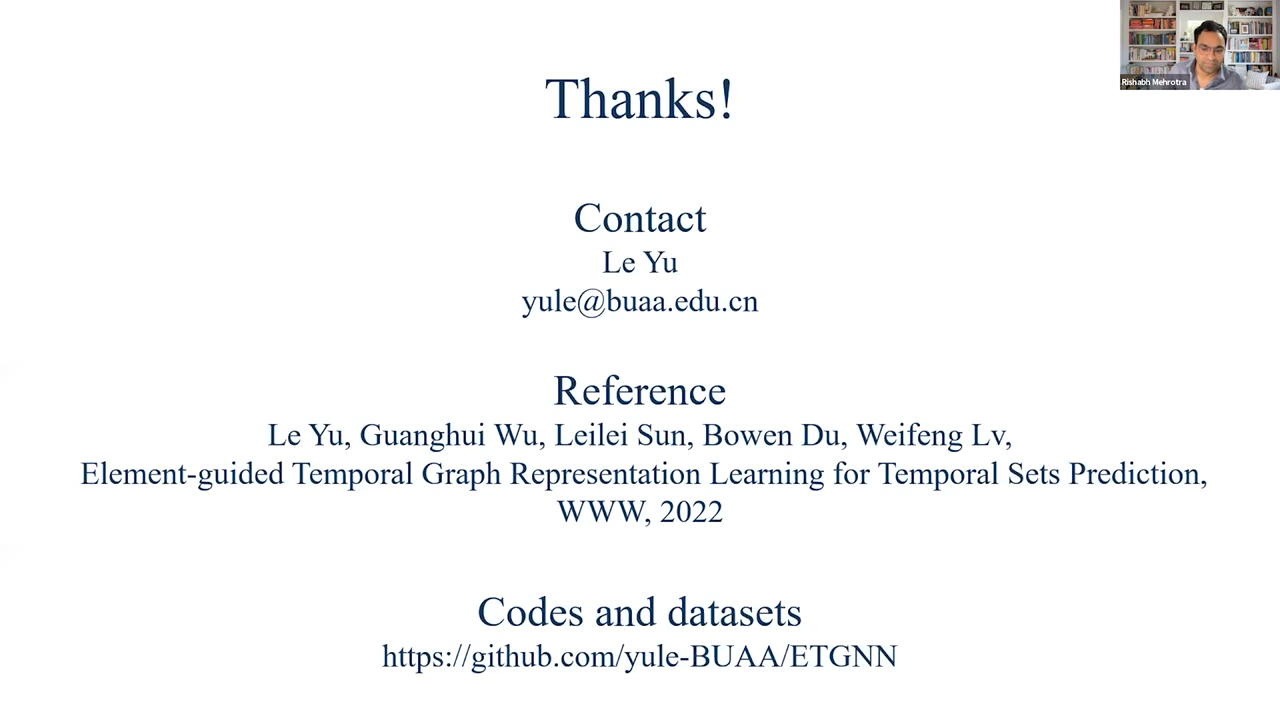 Rishabh Mehrotra
Thanks!
Contact
Le Yu
yule@buaa.edu.cn
Reference
Le Yu, Guanghui Wu, Leilei Sun, Bowen Du, Weifeng Lv,
Element-guided Temporal Graph Representation Learning for Temporal Sets Prediction,
WWW, 2022
Codes and datasets
https://github.com/yule-BUAA/ETGNN